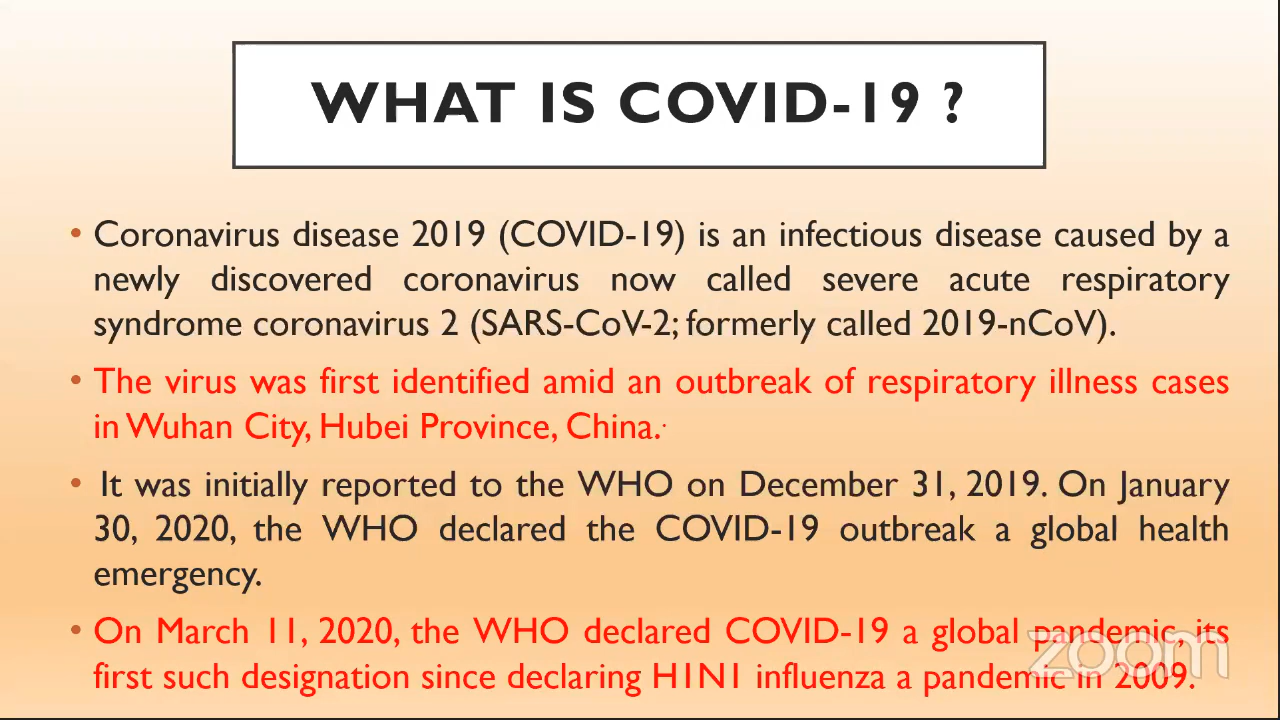 WHAT IS COVID-19 ?
• Coronavirus disease 2019 (COVID-19) is an infectious disease caused by a
newly discovered coronavirus now called severe acute respiratory
syndrome coronavirus 2 (SARS-CoV-2; formerly called 2019-nCoV).
• The virus was first identified amid an outbreak of respiratory illness cases
in Wuhan City, Hubei Province, China..
• It was initially reported to the WHO on December 31, 2019. On January
30, 2020, the WHO declared the COVID-19 outbreak a global health
emergency.
• On March 11, 2020, the WHO declared COVID-19 a global pandemic, its
first such designation since declaring H1N1 influenza a pandemic in 2009.
zoom